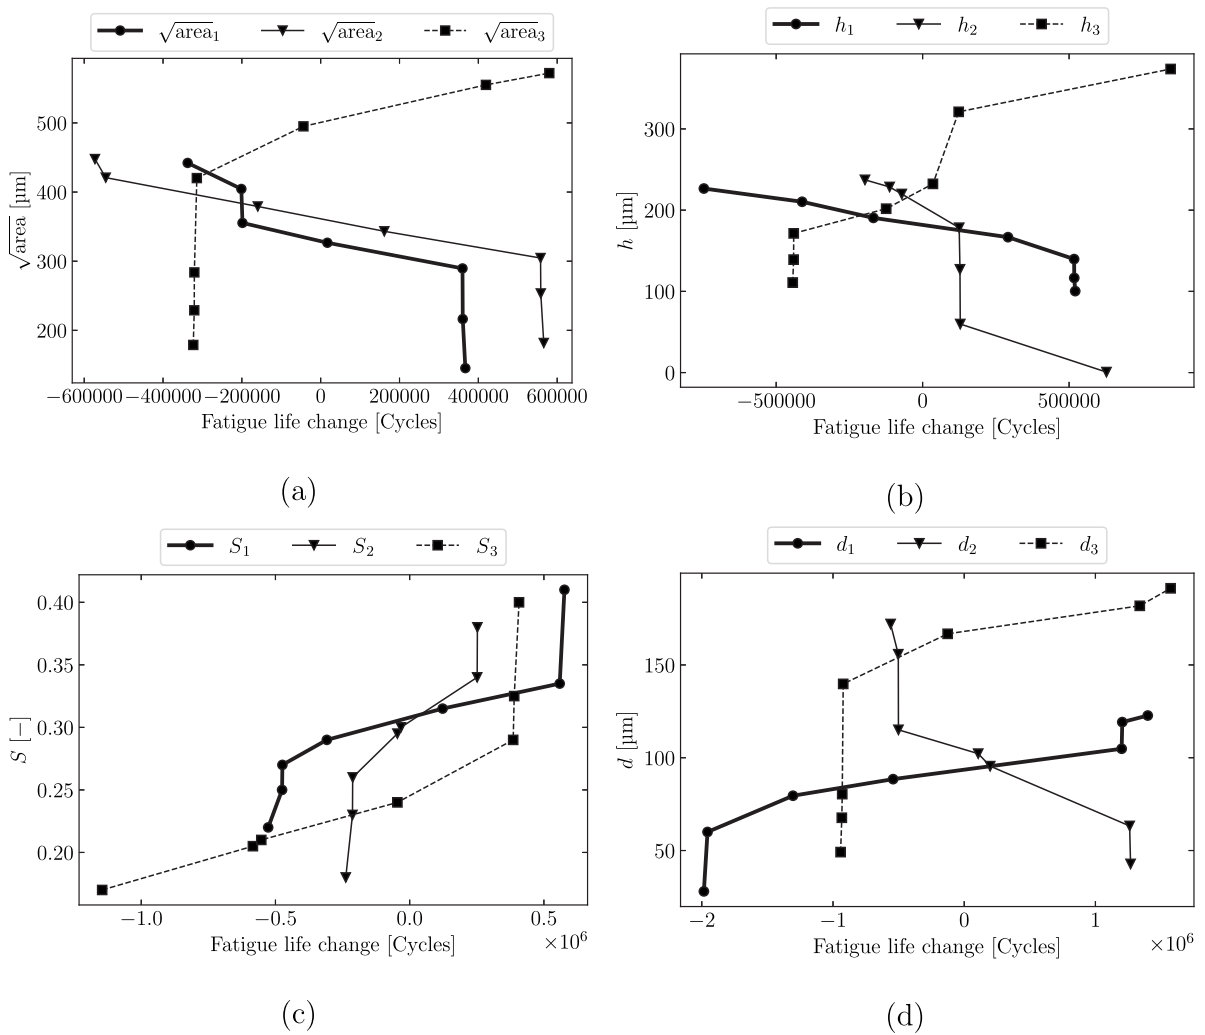 √area₁ √area₂ √area₃
√area [µm]
500
400
300
200
−600000 −400000 −200000 0 200000 400000 600000
Fatigue life change [Cycles]
(a)
h₁ h₂ h₃
h [µm]
300
200
100
0
−500000 0 500000
Fatigue life change [Cycles]
(b)
S₁ S₂ S₃
S [−]
0.40
0.35
0.30
0.25
0.20
−1.0 −0.5 0.0 0.5
×10⁶
Fatigue life change [Cycles]
(c)
d₁ d₂ d₃
d [µm]
150
100
50
−2 −1 0 1
×10⁶
Fatigue life change [Cycles]
(d)